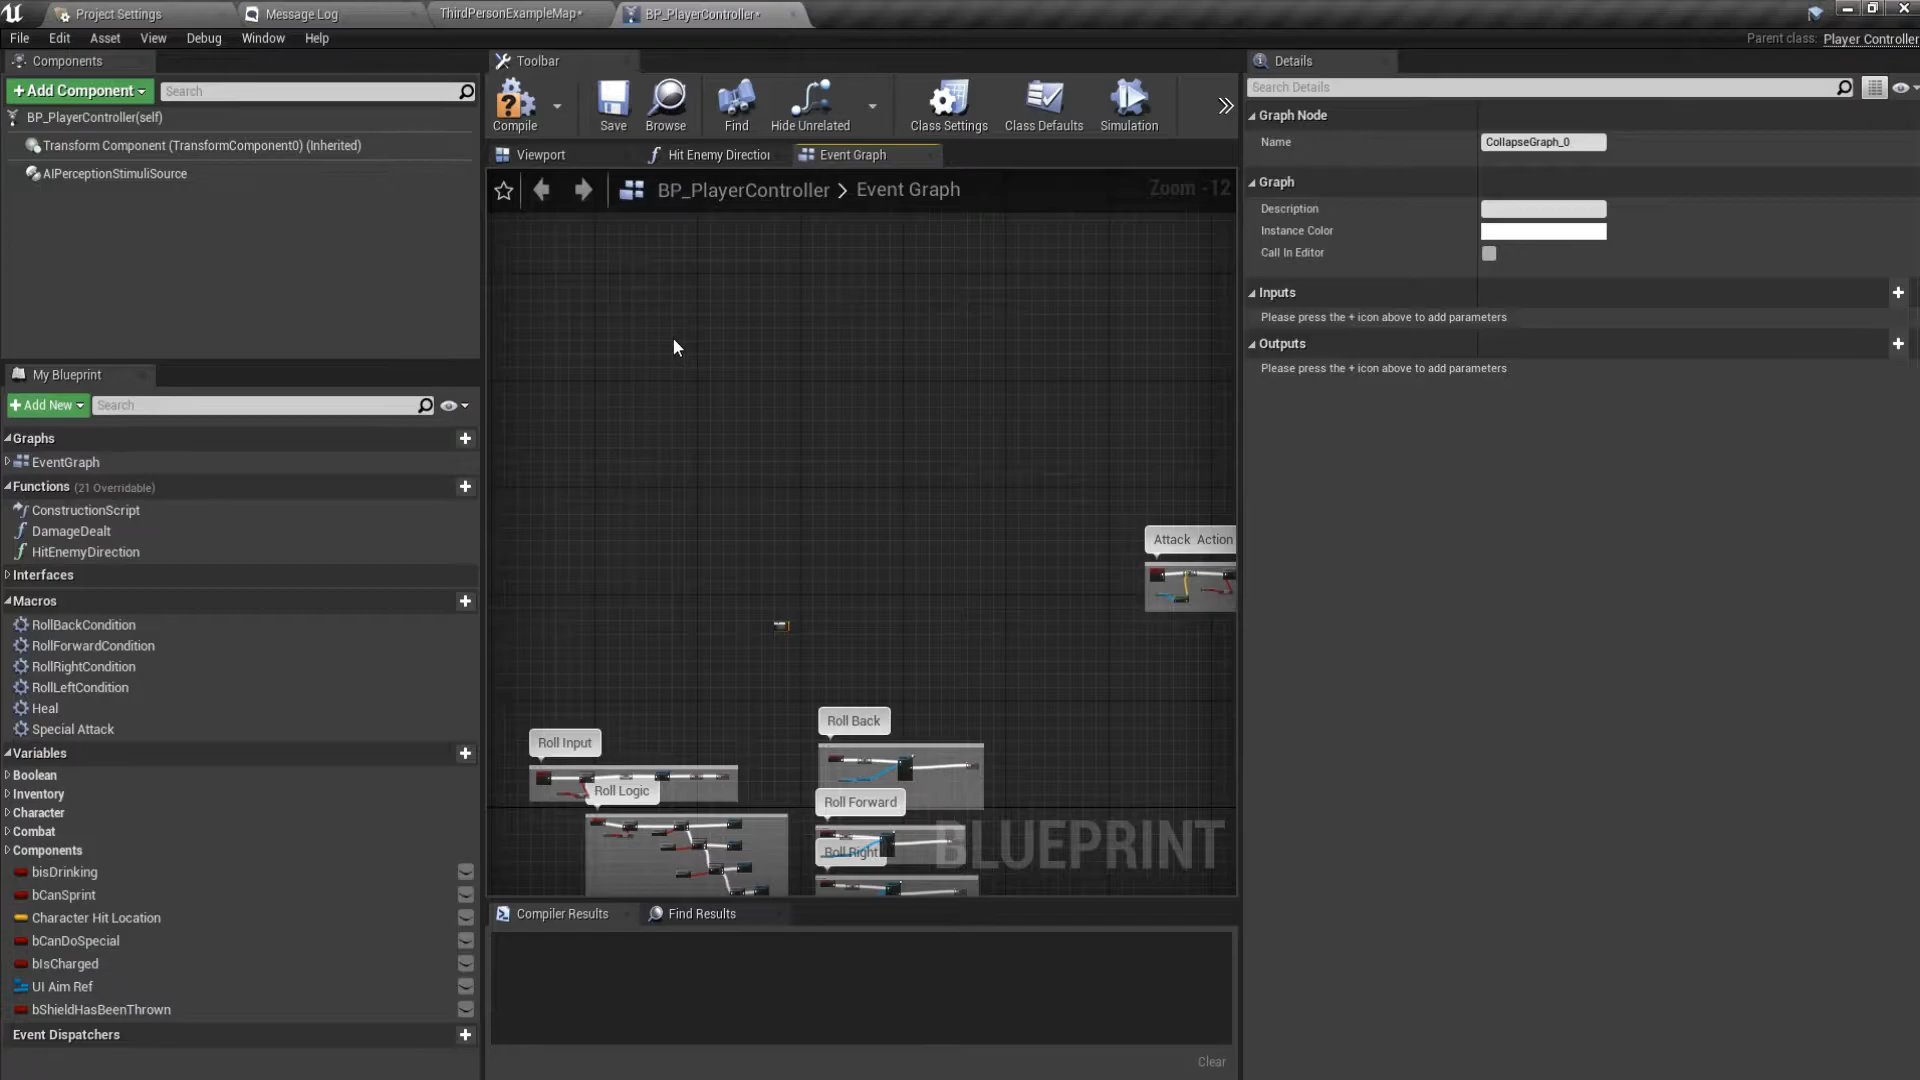 Project Settings
Message Log
ThirdPersonExampleMap*
BP_PlayerController*
File Edit Asset View Debug Window Help
Parent class: Player Controller
Components
+Add Component
Search
BP_PlayerController(self)
Transform Component (TransformComponent0) (Inherited)
AIPerceptionStimuliSource
My Blueprint
+Add New
Search
Graphs
EventGraph
Functions (21 Overridable)
ConstructionScript
DamageDealt
HitEnemyDirection
Interfaces
Macros
RollBackCondition
RollForwardCondition
RollRightCondition
RollLeftCondition
Heal
Special Attack
Variables
Boolean
Inventory
Character
Combat
Components
bisDrinking
bCanSprint
Character Hit Location
bCanDoSpecial
bIsCharged
UI Aim Ref
bShieldHasBeenThrown
Event Dispatchers
Toolbar
Compile
Save
Browse
Find
Hide Unrelated
Class Settings
Class Defaults
Simulation
Viewport
Hit Enemy Direction
Event Graph
BP_PlayerController > Event Graph
Zoom -12
Attack Action
Roll Back
Roll Input
Roll Logic
Roll Forward
Roll Right
BLUEPRINT
Compiler Results
Find Results
Clear
Details
Search Details
Graph Node
Name
CollapseGraph_0
Graph
Description
Instance Color
Call In Editor
Inputs
Please press the + icon above to add parameters
Outputs
Please press the + icon above to add parameters